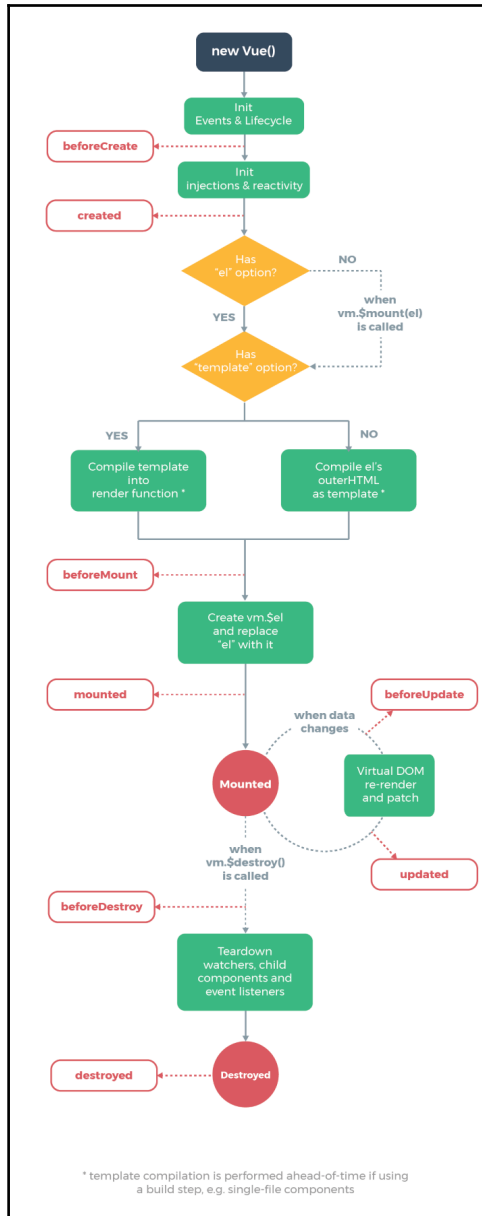 new Vue()
Init
Events & Lifecycle
beforeCreate
Init
injections & reactivity
created
Has
"el" option?
NO
when
vm.$mount(el)
is called
YES
Has
"template" option?
YES
NO
Compile template
into
render function *
Compile el's
outerHTML
as template *
beforeMount
Create vm.$el
and replace
"el" with it
mounted
beforeUpdate
when data
changes
Mounted
Virtual DOM
re-render
and patch
when
vm.$destroy()
is called
updated
beforeDestroy
Teardown
watchers, child
components and
event listeners
destroyed
Destroyed
* template compilation is performed ahead-of-time if using
a build step, e.g. single-file components